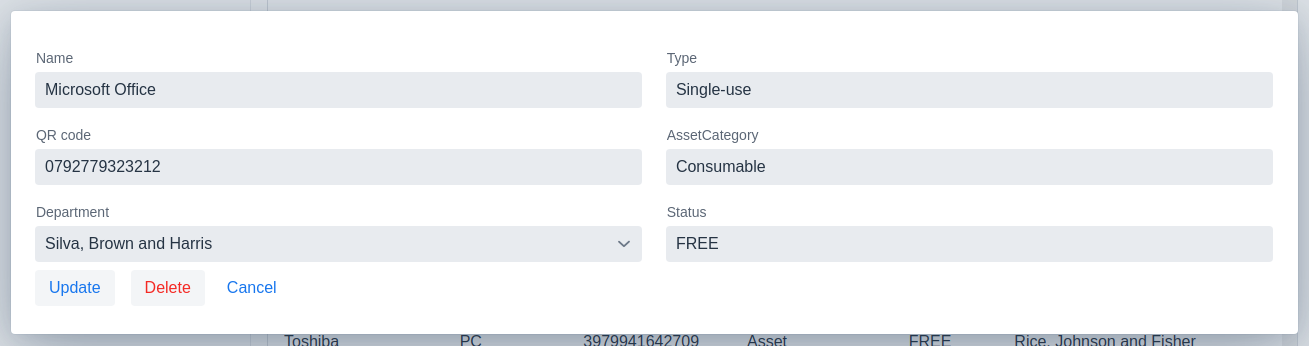 Name
Type
Microsoft Office
Single-use
QR code
AssetCategory
0792779323212
Consumable
Department
Status
Silva, Brown and Harris
FREE
Update Delete Cancel
Toshiba PC 3979941642709 Asset FREE Rice, Johnson and Fisher